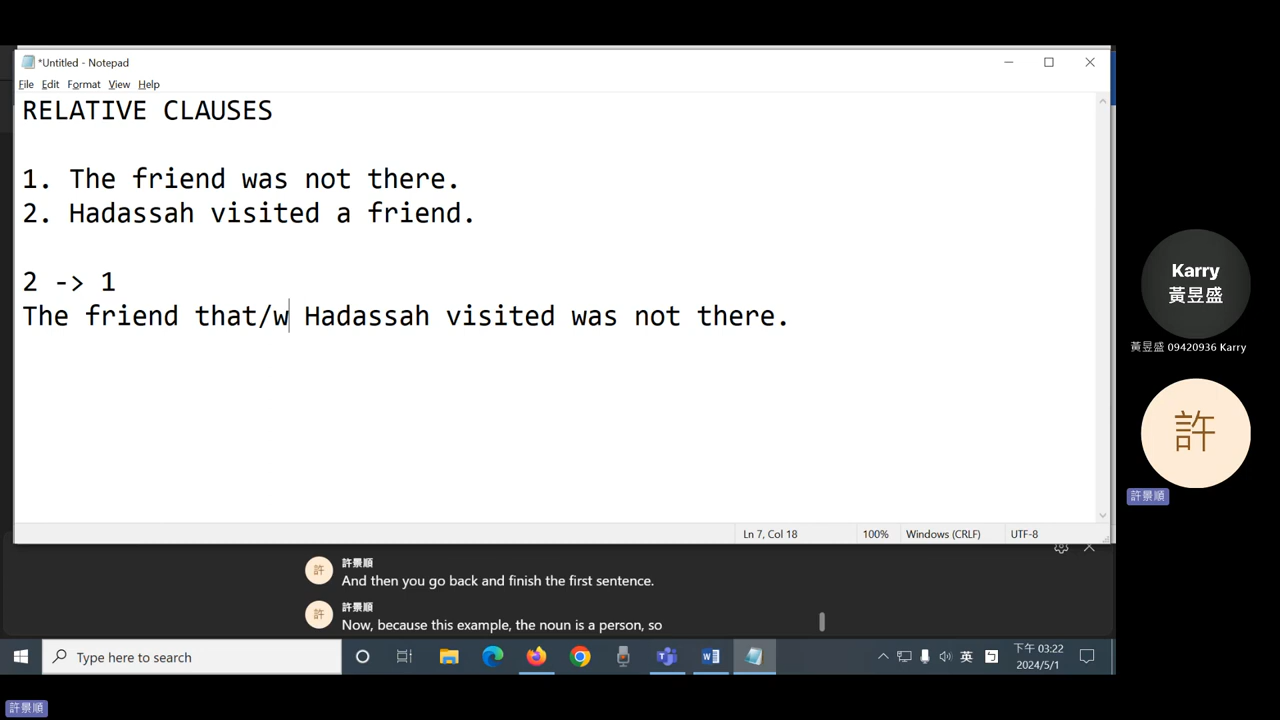 *Untitled - Notepad
File Edit Format View Help
RELATIVE CLAUSES
1. The friend was not there.
2. Hadassah visited a friend.
2 -> 1
The friend that/w Hadassah visited was not there.
Ln 7, Col 18 100% Windows (CRLF) UTF-8
許 許景順
And then you go back and finish the first sentence.
許 許景順
Now, because this example, the noun is a person, so
Type here to search
英
下午 03:22
2024/5/1
Karry
黃昱盛
黃昱盛 09420936 Karry
許
許景順
許景順